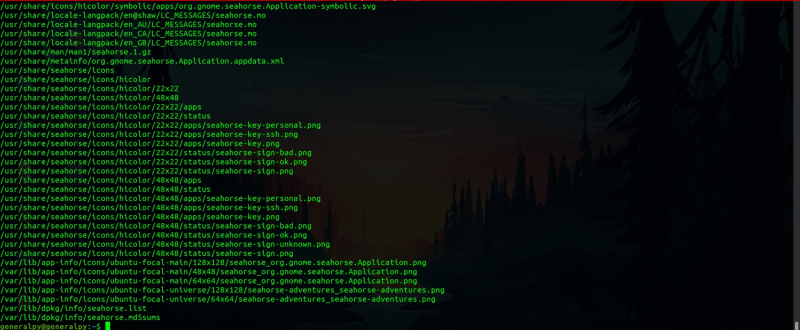 /usr/share/icons/hicolor/symbolic/apps/org.gnome.seahorse.Application-symbolic.svg
/usr/share/locale-langpack/en@shaw/LC_MESSAGES/seahorse.mo
/usr/share/locale-langpack/en_AU/LC_MESSAGES/seahorse.mo
/usr/share/locale-langpack/en_CA/LC_MESSAGES/seahorse.mo
/usr/share/locale-langpack/en_GB/LC_MESSAGES/seahorse.mo
/usr/share/man/man1/seahorse.1.gz
/usr/share/metainfo/org.gnome.seahorse.Application.appdata.xml
/usr/share/seahorse/icons
/usr/share/seahorse/icons/hicolor
/usr/share/seahorse/icons/hicolor/22x22
/usr/share/seahorse/icons/hicolor/48x48
/usr/share/seahorse/icons/hicolor/22x22/apps
/usr/share/seahorse/icons/hicolor/22x22/status
/usr/share/seahorse/icons/hicolor/22x22/apps/seahorse-key-personal.png
/usr/share/seahorse/icons/hicolor/22x22/apps/seahorse-key-ssh.png
/usr/share/seahorse/icons/hicolor/22x22/apps/seahorse-key.png
/usr/share/seahorse/icons/hicolor/22x22/status/seahorse-sign-bad.png
/usr/share/seahorse/icons/hicolor/22x22/status/seahorse-sign-ok.png
/usr/share/seahorse/icons/hicolor/22x22/status/seahorse-sign.png
/usr/share/seahorse/icons/hicolor/48x48/apps
/usr/share/seahorse/icons/hicolor/48x48/status
/usr/share/seahorse/icons/hicolor/48x48/apps/seahorse-key-personal.png
/usr/share/seahorse/icons/hicolor/48x48/apps/seahorse-key-ssh.png
/usr/share/seahorse/icons/hicolor/48x48/apps/seahorse-key.png
/usr/share/seahorse/icons/hicolor/48x48/status/seahorse-sign-bad.png
/usr/share/seahorse/icons/hicolor/48x48/status/seahorse-sign-ok.png
/usr/share/seahorse/icons/hicolor/48x48/status/seahorse-sign-unknown.png
/usr/share/seahorse/icons/hicolor/48x48/status/seahorse-sign.png
/var/lib/app-info/icons/ubuntu-focal-main/128x128/seahorse_org.gnome.seahorse.Application.png
/var/lib/app-info/icons/ubuntu-focal-main/48x48/seahorse_org.gnome.seahorse.Application.png
/var/lib/app-info/icons/ubuntu-focal-main/64x64/seahorse_org.gnome.seahorse.Application.png
/var/lib/app-info/icons/ubuntu-focal-universe/128x128/seahorse-adventures_seahorse-adventures.png
/var/lib/app-info/icons/ubuntu-focal-universe/64x64/seahorse-adventures_seahorse-adventures.png
/var/lib/dpkg/info/seahorse.list
/var/lib/dpkg/info/seahorse.md5sums
generalpy@generalpy:~$